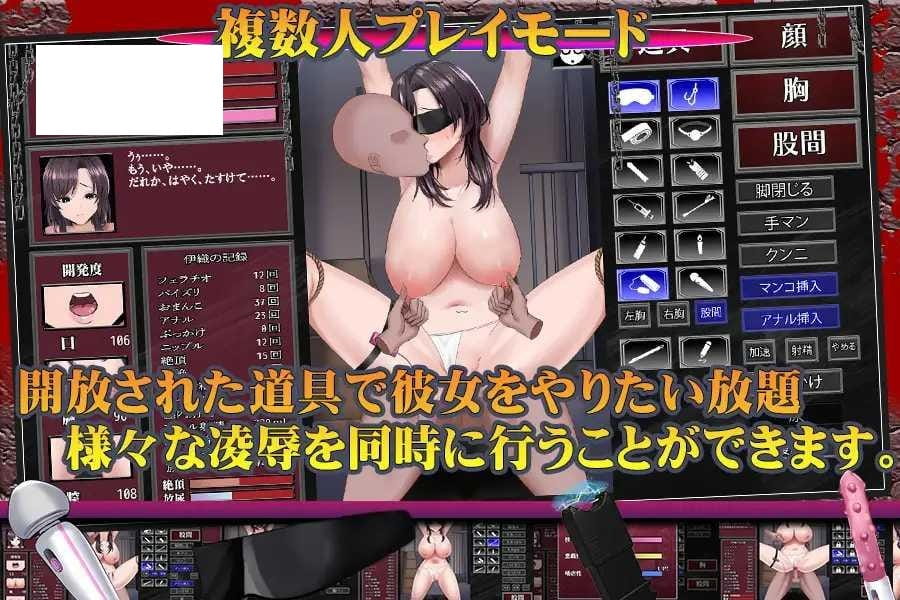 複数人プレイモード
道具
顔
胸
股間
うぅ……。
もう、いや……。
だれか、はやく、たすけて……。
脚閉じる
手マン
クンニ
マンコ挿入
アナル挿入
左胸 右胸 股間
加速 射精 やめる
開発度
口 106
伊織の記録
フェラチオ 12回
パイズリ 8回
おまんこ 37回
アナル 23回
ぶっかけ 0回
ニップル 12回
絶頂 15回
開放された道具で彼女をやりたい放題
様々な凌辱を同時に行うことができます。
108
絶頂
放尿